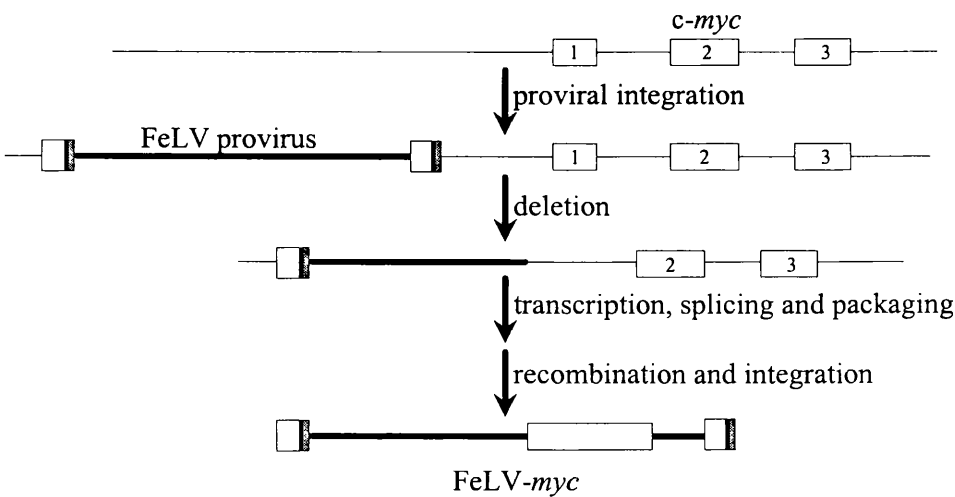 c-myc
1 2 3
proviral integration
FeLV provirus
1 2 3
deletion
2 3
transcription, splicing and packaging
recombination and integration
FeLV-myc